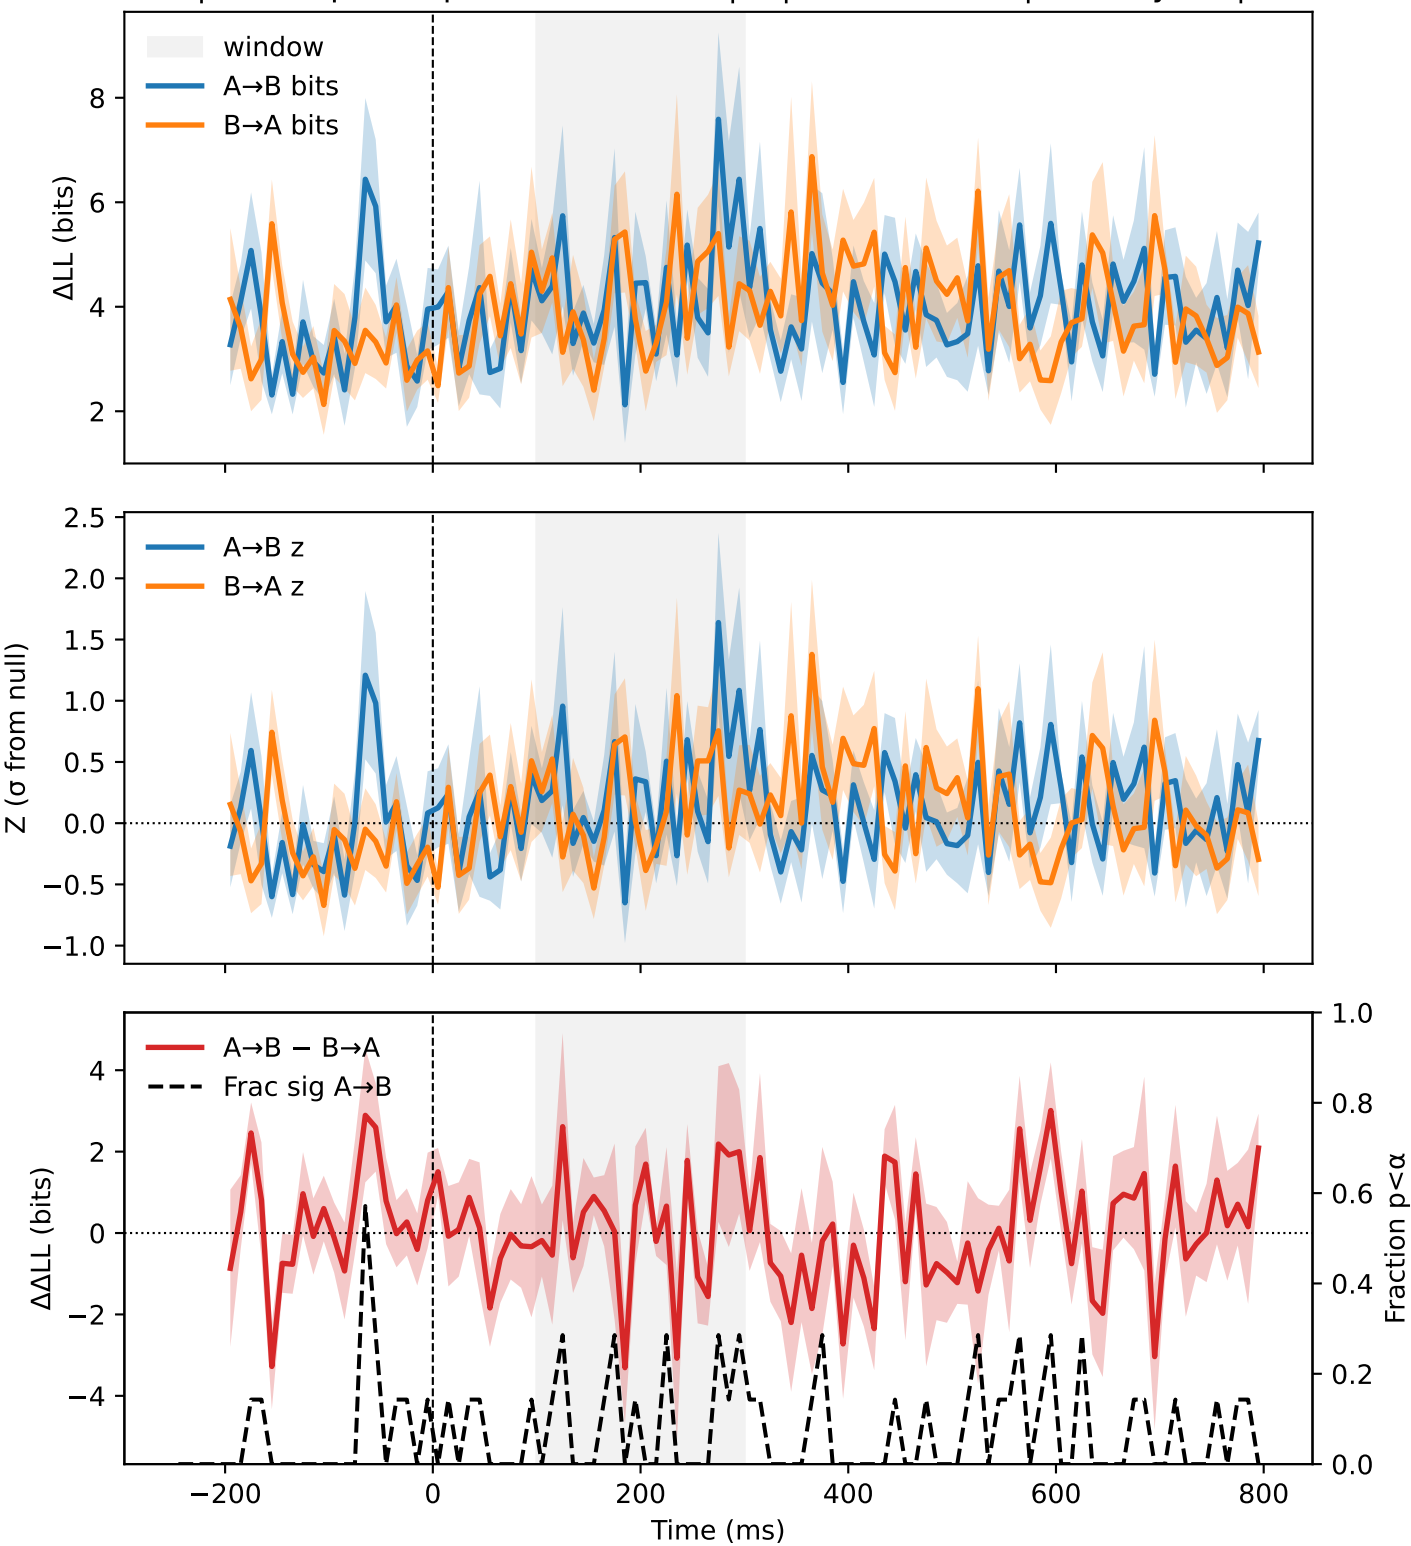 window
A→B bits
B→A bits
ΔLL (bits)
8
6
4
2
A→B z
B→A z
Z (σ from null)
2.5
2.0
1.5
1.0
0.5
0.0
−0.5
−1.0
A→B − B→A
Frac sig A→B
ΔΔLL (bits)
4
2
0
−2
−4
1.0
0.8
0.6
0.4
0.2
0.0
Fraction p<α
−200
0
200
400
600
800
Time (ms)